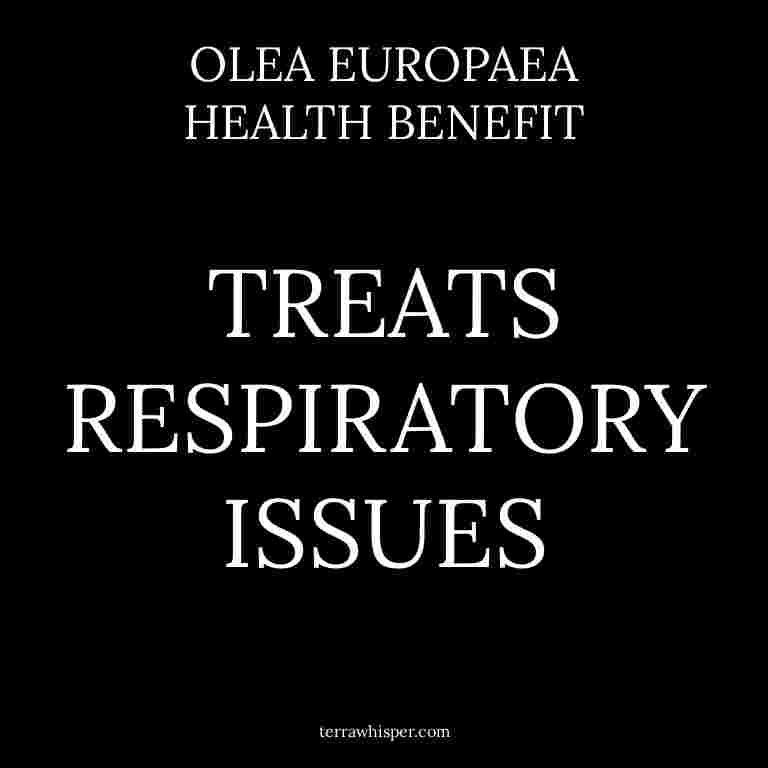 OLEA EUROPAEA
HEALTH BENEFIT
TREATS
RESPIRATORY
ISSUES
terrawhisper.com